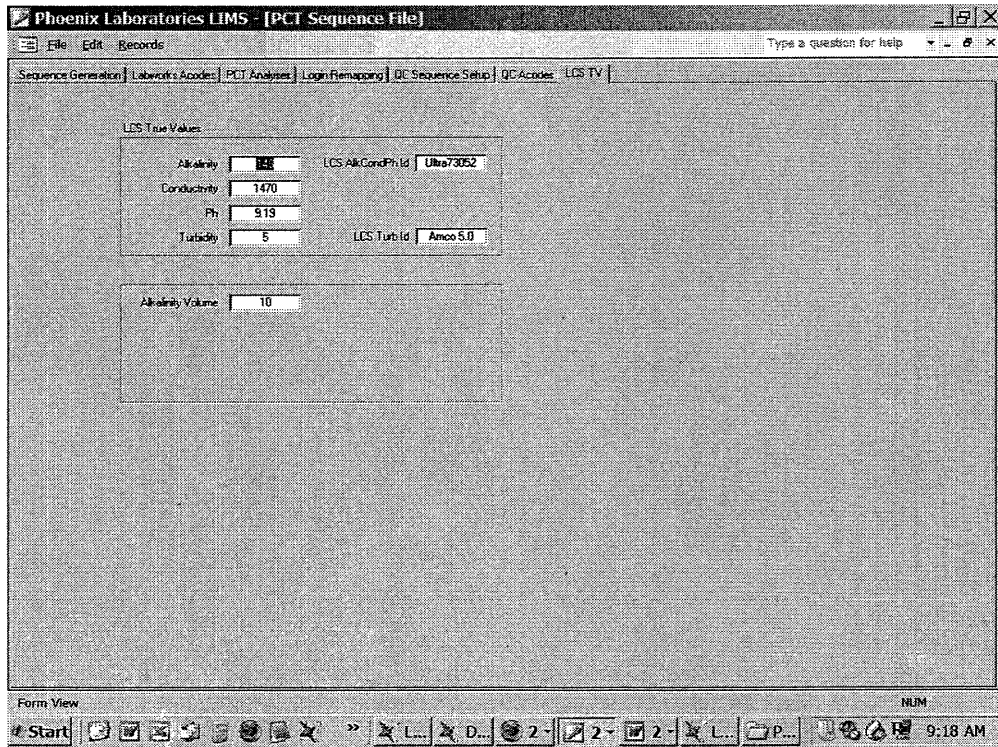 Phoenix Laboratories LIMS - [PCT Sequence File]
File Edit Records Type a question for help
Sequence Generation Labworks Acodes PCT Analyses Login Remapping QC Sequence Setup QC Acodes LCS TV
LCS True Values
Alkalinity LCS AlkCondPh Id Ultra73052
Conductivity 1470
Ph 9.19
Turbidity 5 LCS Turb Id Amco 5.0
Alkalinity Volume 10
Form View NUM
Start » L... D... 2 - 2 - 2 - L... P... 9:18 AM